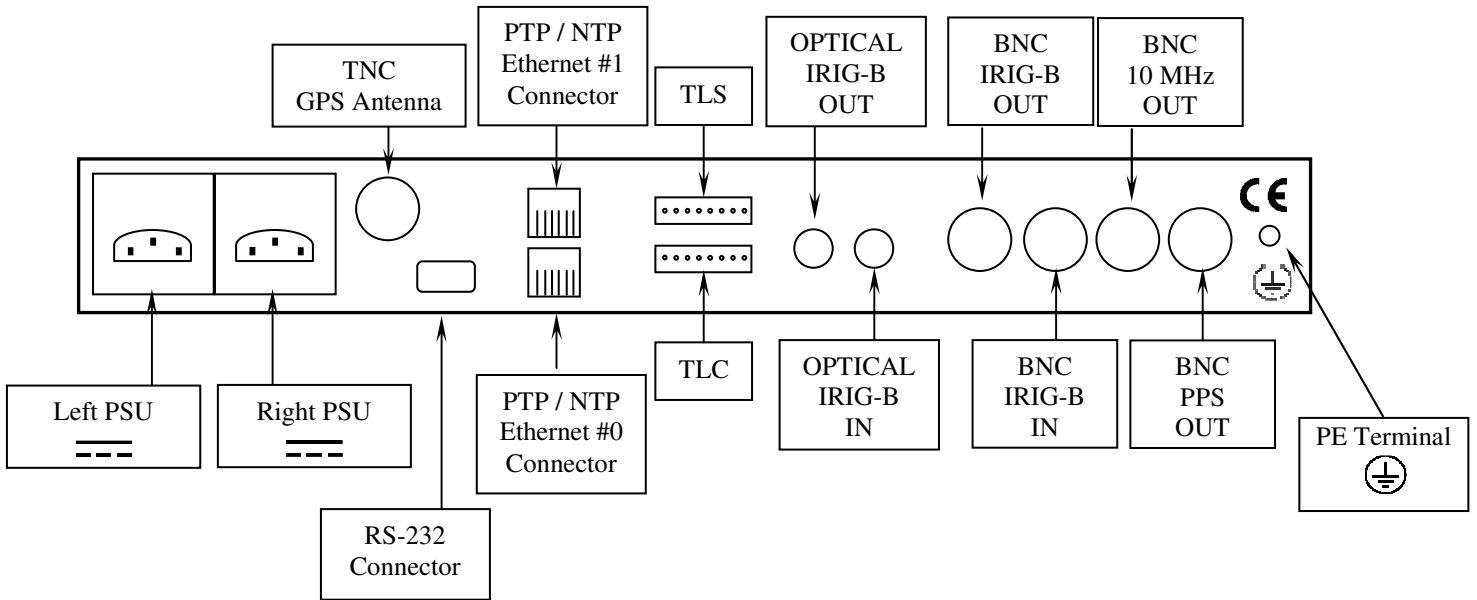 TNC
GPS Antenna
PTP / NTP
Ethernet #1
Connector
TLS
OPTICAL
IRIG-B
OUT
BNC
IRIG-B
OUT
BNC
10 MHz
OUT
CE
Left PSU
Right PSU
RS-232
Connector
PTP / NTP
Ethernet #0
Connector
TLC
OPTICAL
IRIG-B
IN
BNC
IRIG-B
IN
BNC
PPS
OUT
PE Terminal